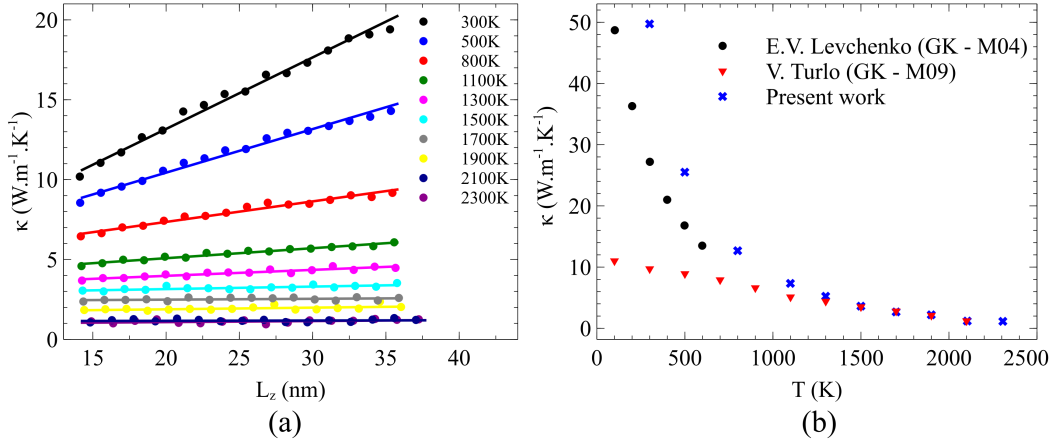 20
15
10
5
0
κ (W.m⁻¹.K⁻¹)
15 20 25 30 35 40
L_z (nm)
300K
500K
800K
1100K
1300K
1500K
1700K
1900K
2100K
2300K
(a)
50
40
30
20
10
0
κ (W.m⁻¹.K⁻¹)
E.V. Levchenko (GK - M04)
V. Turlo (GK - M09)
Present work
0 500 1000 1500 2000 2500
T (K)
(b)